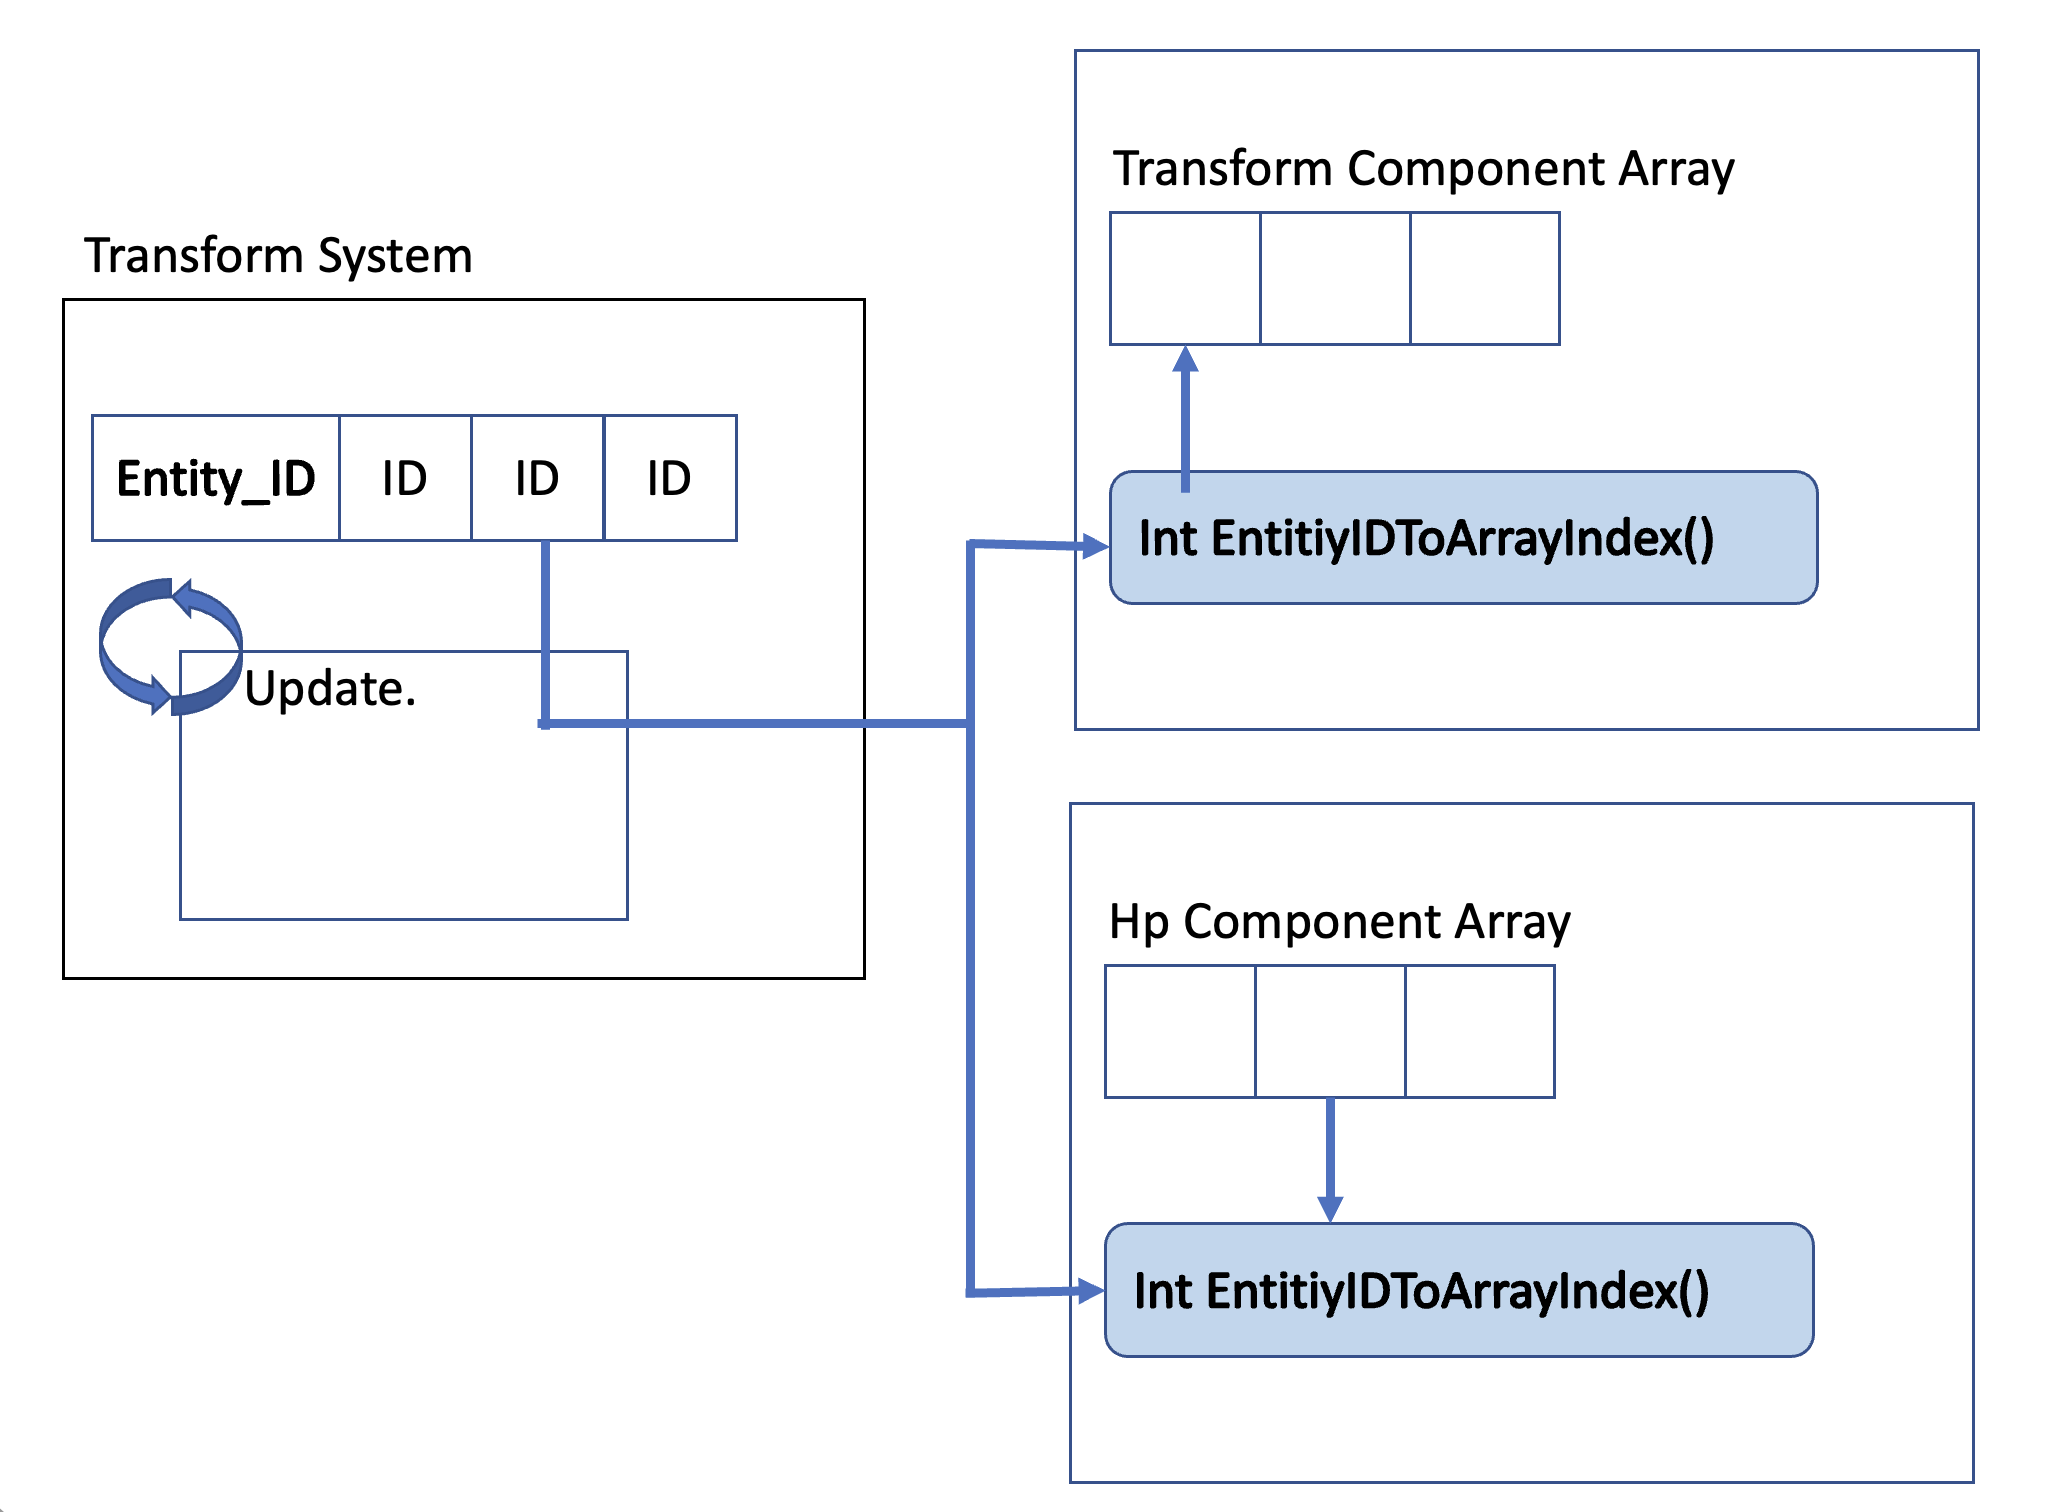 Transform System
Entity_ID
ID
ID
ID
Update.
Transform Component Array
Int EntitiyIDToArrayIndex()
Hp Component Array
Int EntitiyIDToArrayIndex()